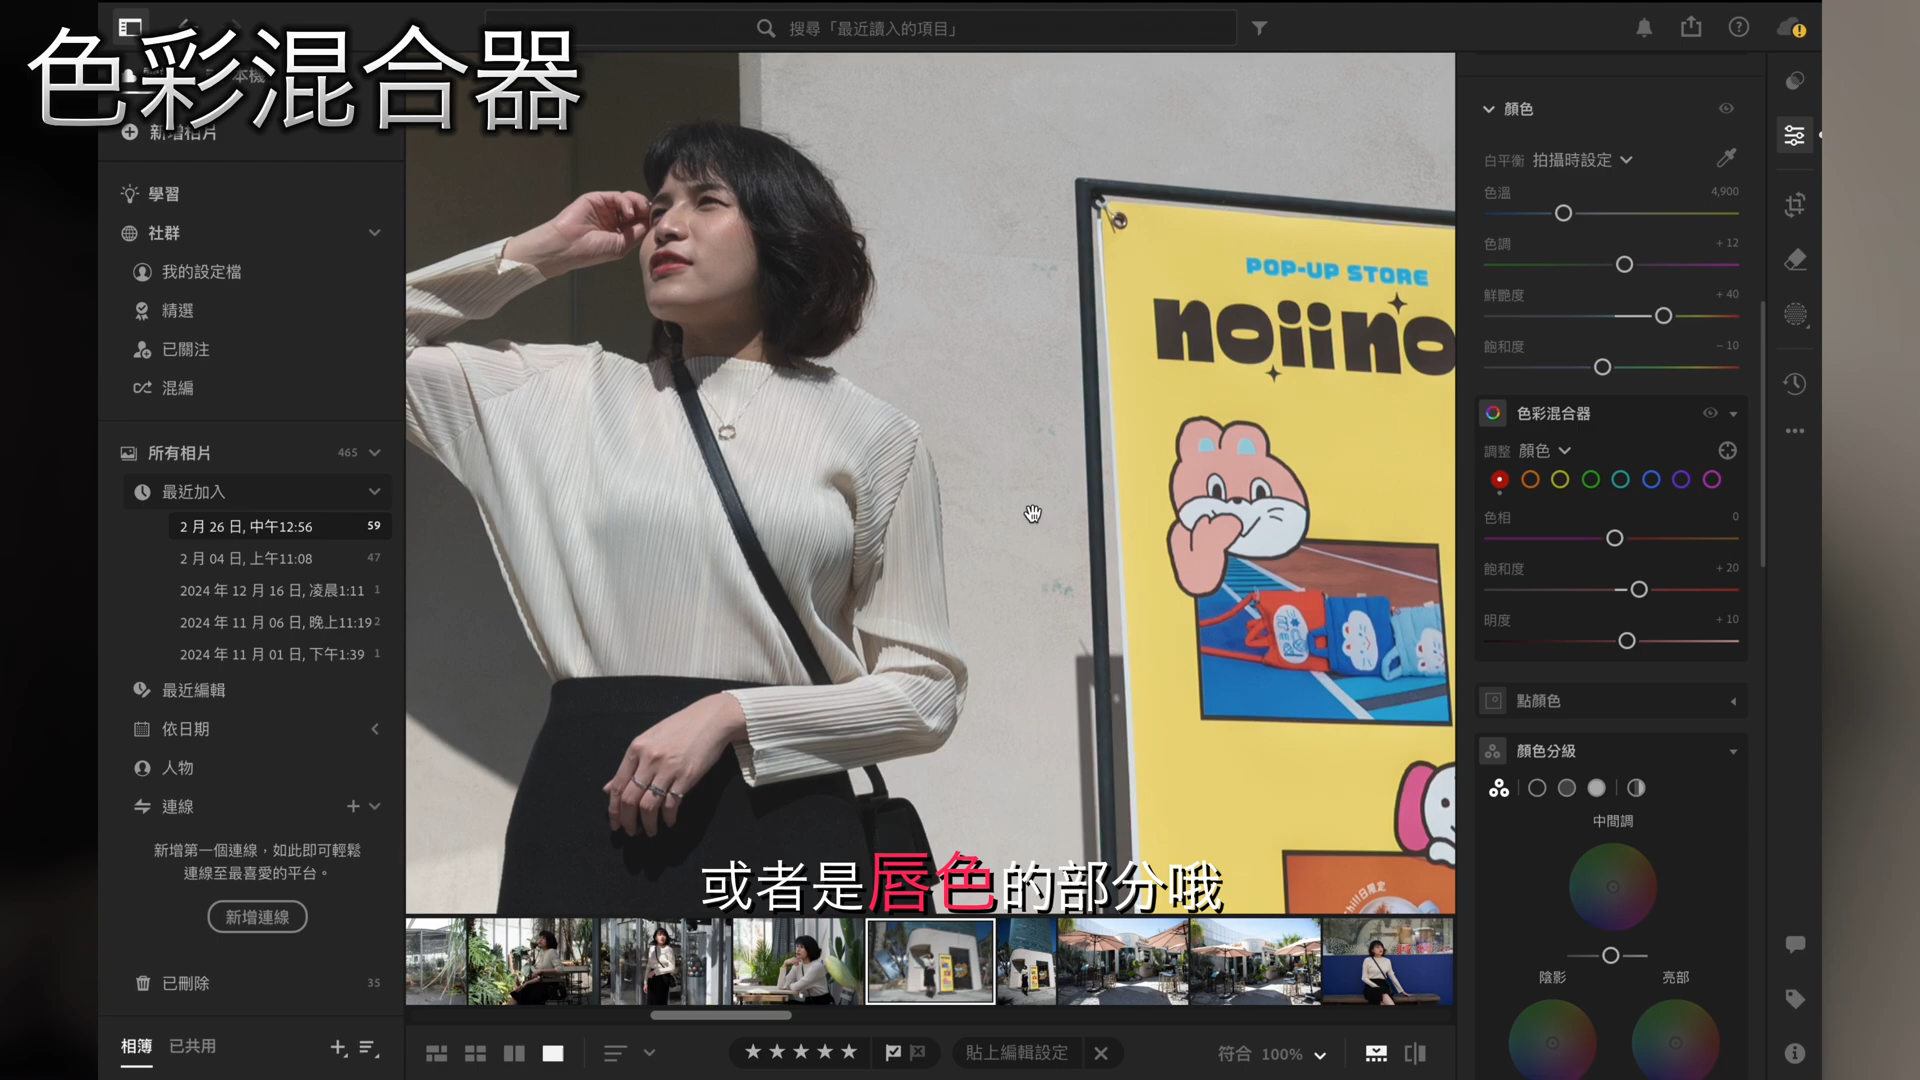 色彩混合器
搜尋「最近讀入的項目」
本機
新增相片
學習
社群
我的設定檔
精選
已關注
混編
所有相片 465
最近加入
2 月 26 日, 中午12:56 59
2 月 04 日, 上午11:08 47
2024 年 12 月 16 日, 凌晨1:11 1
2024 年 11 月 06 日, 晚上11:19 2
2024 年 11 月 01 日, 下午1:39 1
最近編輯
依日期
人物
連線
新增第一個連線，如此即可輕鬆
連線至最喜愛的平台。
新增連線
已刪除 35
相簿 已共用
POP-UP STORE
noiino
chill日限定
或者是唇色的部分哦
貼上編輯設定
符合 100%
顏色
白平衡 拍攝時設定
色溫 4,900
色調 + 12
鮮艷度 + 40
飽和度 – 10
色彩混合器
調整 顏色
色相 0
飽和度 + 20
明度 + 10
點顏色
顏色分級
中間調
陰影 亮部